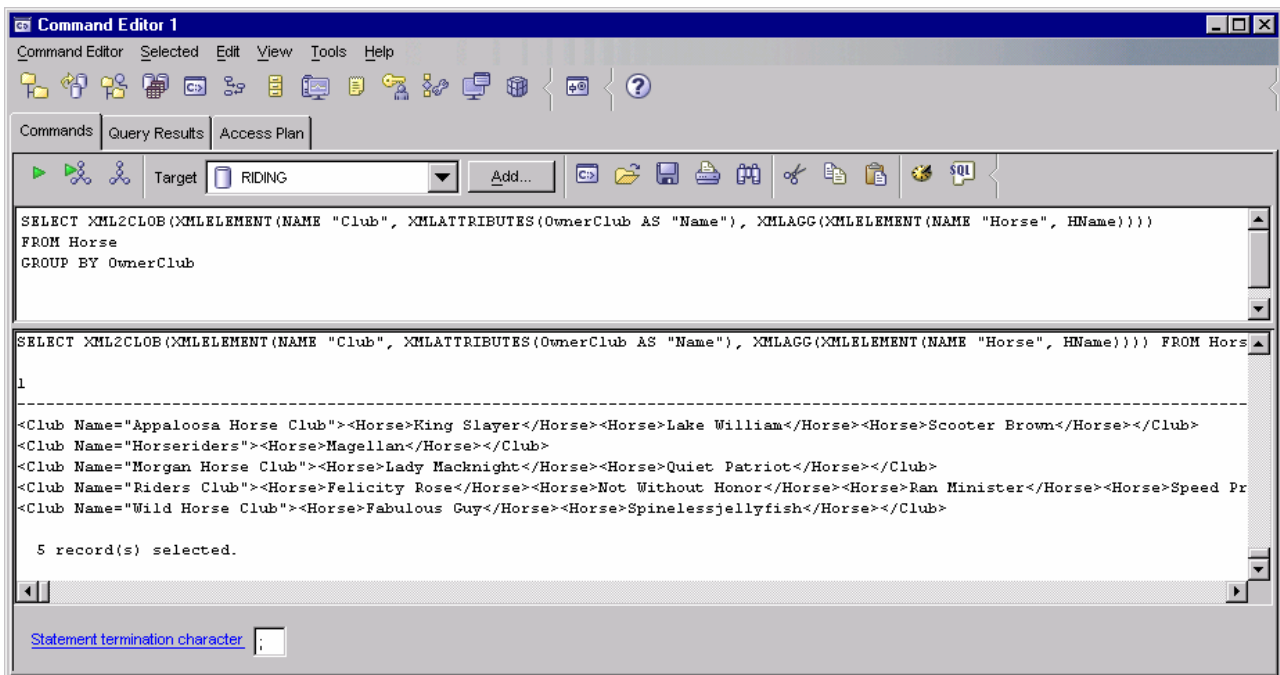 Command Editor 1
Command Editor Selected Edit View Tools Help
Commands Query Results Access Plan
Target RIDING Add... SQL
SELECT XML2CLOB(XMLELEMENT(NAME "Club", XMLATTRIBUTES(OwnerClub AS "Name"), XMLAGG(XMLELEMENT(NAME "Horse", HName))))
FROM Horse
GROUP BY OwnerClub
SELECT XML2CLOB(XMLELEMENT(NAME "Club", XMLATTRIBUTES(OwnerClub AS "Name"), XMLAGG(XMLELEMENT(NAME "Horse", HName)))) FROM Hors
1
--------------------------------------------------------------------------------------------------------------------------------
<Club Name="Appaloosa Horse Club"><Horse>King Slayer</Horse><Horse>Lake William</Horse><Horse>Scooter Brown</Horse></Club>
<Club Name="Horseriders"><Horse>Magellan</Horse></Club>
<Club Name="Morgan Horse Club"><Horse>Lady Macknight</Horse><Horse>Quiet Patriot</Horse></Club>
<Club Name="Riders Club"><Horse>Felicity Rose</Horse><Horse>Not Without Honor</Horse><Horse>Ran Minister</Horse><Horse>Speed Pr
<Club Name="Wild Horse Club"><Horse>Fabulous Guy</Horse><Horse>Spinelessjellyfish</Horse></Club>
5 record(s) selected.
Statement termination character ;